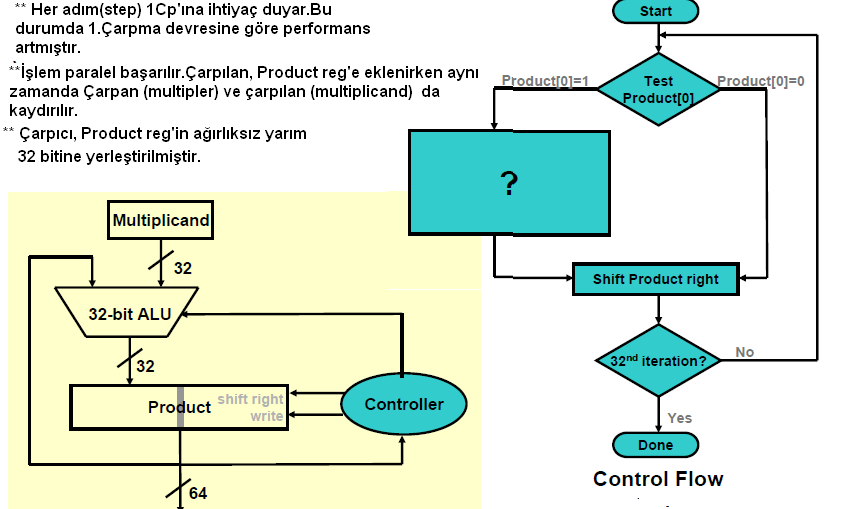 ** Her adım(step) 1Cp'ına ihtiyaç duyar.Bu
durumda 1.Çarpma devresine göre performans
artmıştır.
**İşlem paralel başarılır.Çarpılan, Product reg'e eklenirken aynı
zamanda Çarpan (multipler) ve çarpılan (multiplicand) da
kaydırılır.
** Çarpıcı, Product reg'in ağırlıksız yarım
32 bitine yerleştirilmiştir.
Multiplicand
32
32-bit ALU
32
Product
shift right
write
Controller
64
Start
Product[0]=1
Test
Product[0]
Product[0]=0
?
Shift Product right
32nd iteration?
No
Yes
Done
Control Flow